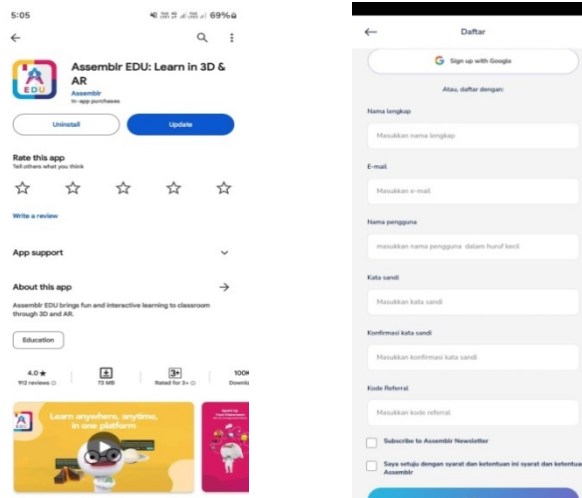 5:05
69%
Assemblr EDU: Learn in 3D &
AR
Assemblr
In-app purchases
EDU
Uninstall
Update
Rate this app
Tell others what you think
Write a review
App support
About this app
Assemblr EDU brings fun and interactive learning to classroom
through 3D and AR.
Education
4.0★
912 reviews
73 MB
3+
Rated for 3+
100K
Downlo
Learn anywhere, anytime,
in one platform
Daftar
Sign up with Google
Atau, daftar dengan:
Nama lengkap
Masukkan nama lengkap
E-mail
Masukkan e-mail
Nama pengguna
masukkan nama pengguna dalam huruf kecil
Kata sandi
Masukkan kata sandi
Konfirmasi kata sandi
Masukkan konfirmasi kata sandi
Kode Referral
Masukkan kode referral
Subscribe to Assemblr Newsletter
Saya setuju dengan syarat dan ketentuan ini syarat dan ketentuan
Assemblr